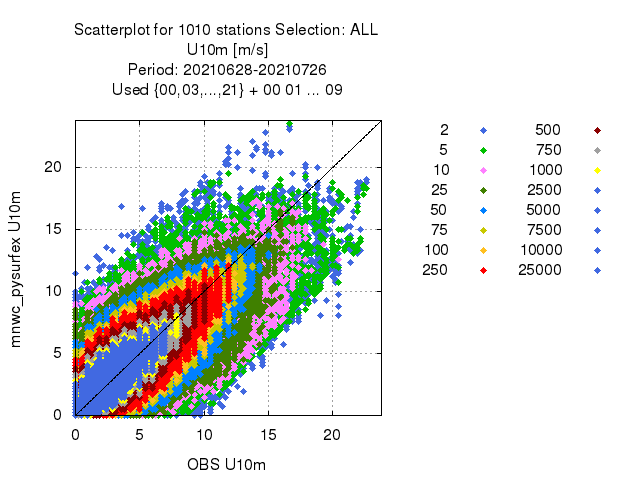 Scatterplot for 1010 stations Selection: ALL
U10m [m/s]
Period: 20210628-20210726
Used {00,03,...,21} + 00 01 ... 09
mnwc_pysurfex U10m
20
15
10
5
0
0 5 10 15 20
OBS U10m
2 500
5 750
10 1000
25 2500
50 5000
75 7500
100 10000
250 25000